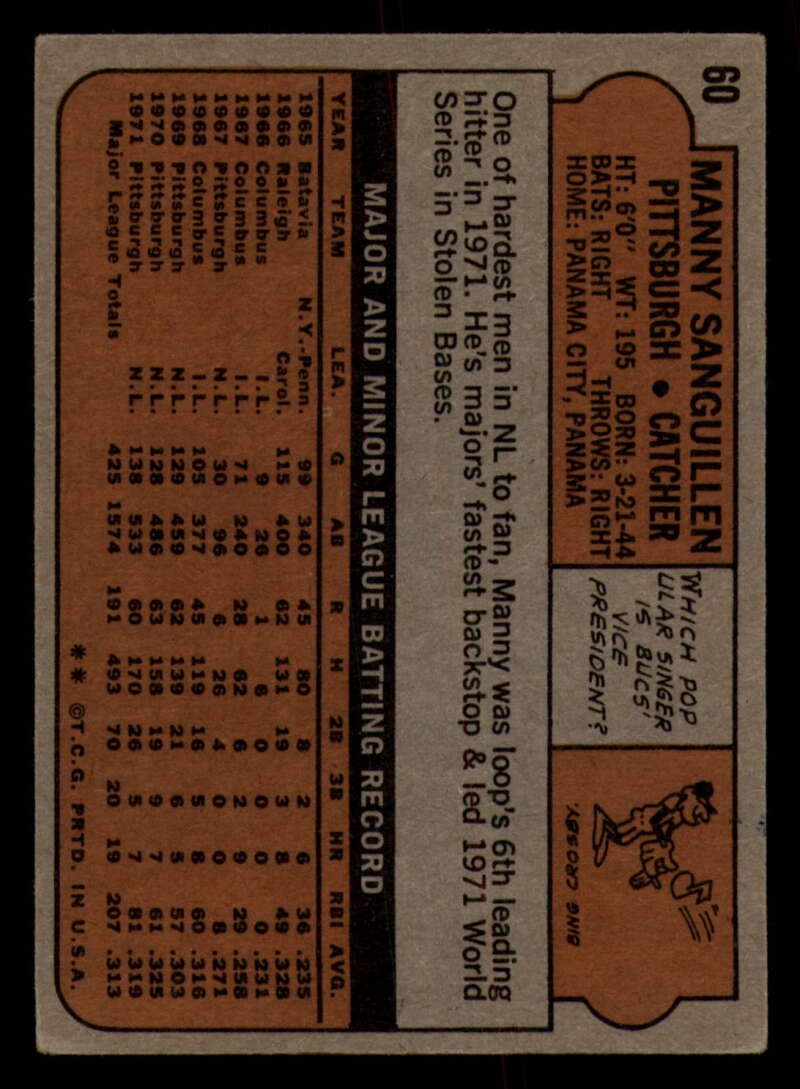 60
MANNY SANGUILLEN
PITTSBURGH • CATCHER
HT: 6'0" WT: 195 BORN: 3-21-44
BATS: RIGHT THROWS: RIGHT
HOME: PANAMA CITY, PANAMA
WHICH POP
ULAR SINGER
IS BUCS'
VICE
PRESIDENT?
BING CROSBY.
One of hardest men in NL to fan, Manny was loop's 6th leading
hitter in 1971. He's majors' fastest backstop & led 1971 World
Series in Stolen Bases.
MAJOR AND MINOR LEAGUE BATTING RECORD
YEAR TEAM LEA. G AB R H 2B 3B HR RBI AVG.
1965 Batavia N.Y.-Penn. 99 340 45 80 8 2 6 36 .235
1966 Raleigh Carol. 115 400 62 131 19 3 8 49 .328
1966 Columbus I.L. 9 26 1 6 0 0 0 0 .231
1967 Columbus I.L. 71 240 28 62 6 2 9 29 .258
1967 Pittsburgh N.L. 30 96 6 26 4 0 0 8 .271
1968 Columbus I.L. 105 377 45 119 16 5 8 60 .316
1969 Pittsburgh N.L. 129 459 62 139 21 6 5 57 .303
1970 Pittsburgh N.L. 128 486 63 158 19 9 7 61 .325
1971 Pittsburgh N.L. 138 533 60 170 26 5 7 81 .319
Major League Totals 425 1574 191 493 70 20 19 207 .313
** ©T.C.G. PRTD. IN U.S.A.